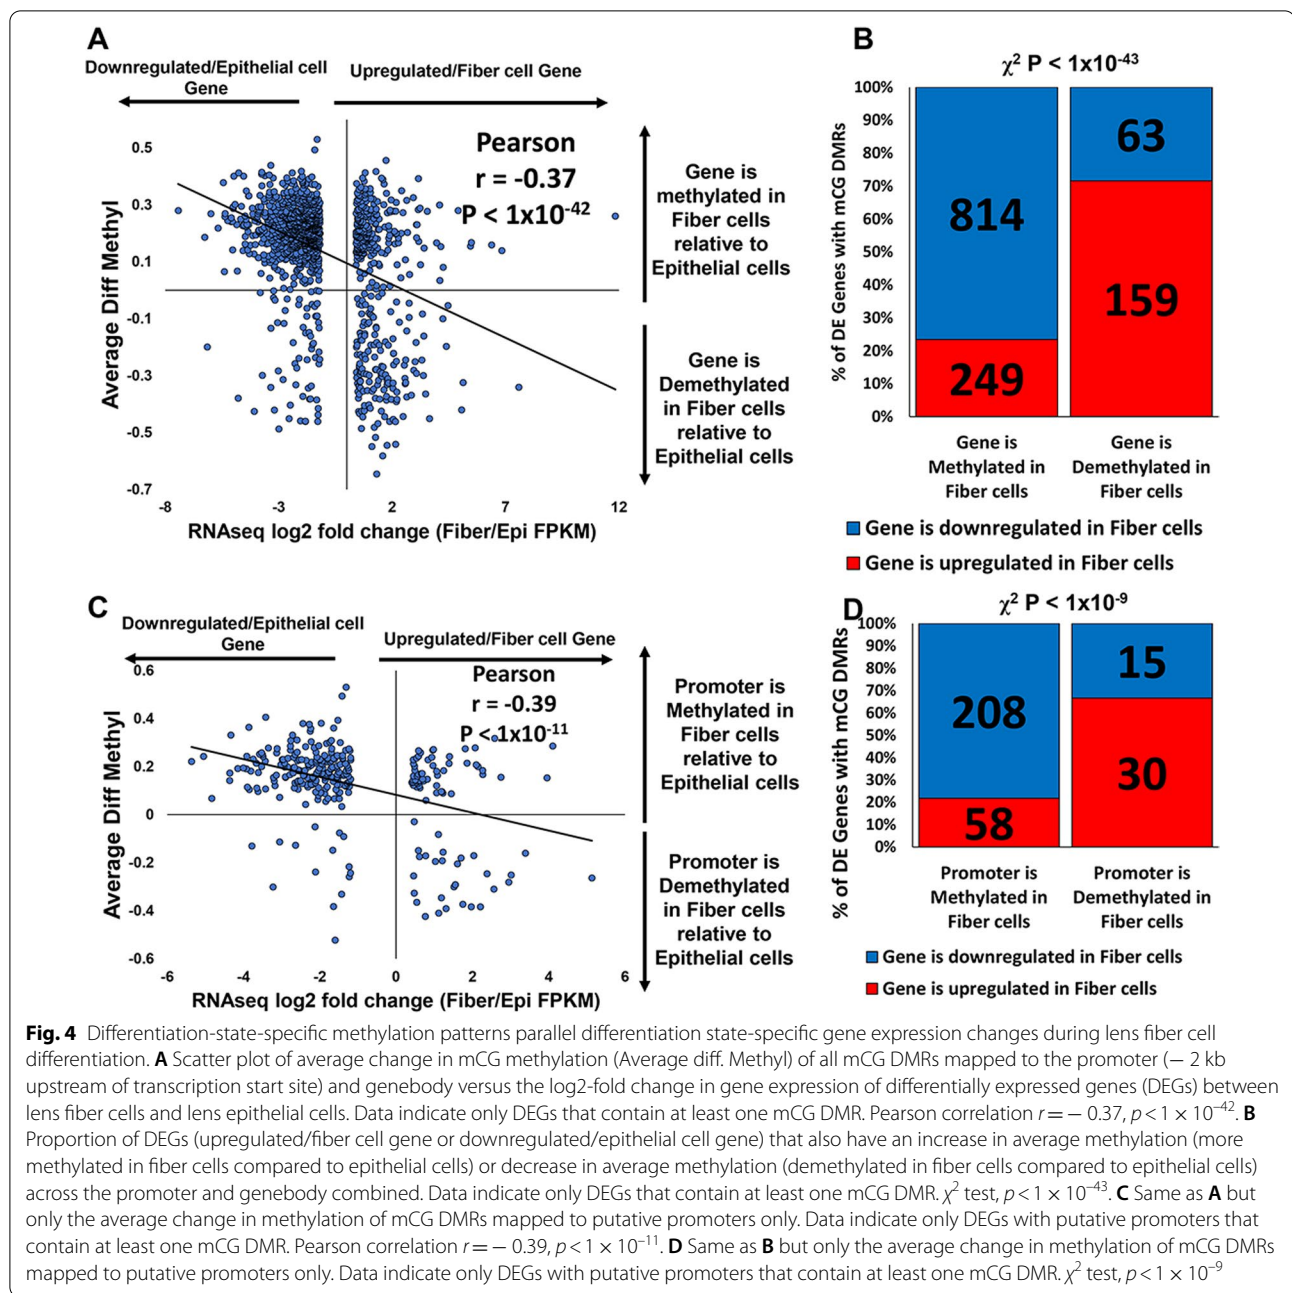 A
Downregulated/Epithelial cell
Gene
Upregulated/Fiber cell Gene
Pearson
r = -0.37
P < 1x10⁻⁴²
0.5
0.3
0.1
-0.1
-0.3
-0.5
-0.7
Average Diff Methyl
-8
-3
2
7
12
RNAseq log2 fold change (Fiber/Epi FPKM)
Gene is
methylated in
Fiber cells
relative to
Epithelial cells
Gene is
Demethylated
in Fiber cells
relative to
Epithelial cells
B
χ² P < 1x10⁻⁴³
100%
90%
80%
70%
60%
50%
40%
30%
20%
10%
0%
% of DE Genes with mCG DMRs
814
249
63
159
Gene is
Methylated in
Fiber cells
Gene is
Demethylated in
Fiber cells
Gene is downregulated in Fiber cells
Gene is upregulated in Fiber cells
C
Downregulated/Epithelial cell
Gene
Upregulated/Fiber cell Gene
Pearson
r = -0.39
P < 1x10⁻¹¹
0.6
0.4
0.2
0
-0.2
-0.4
-0.6
Average Diff Methyl
-6
-4
-2
0
2
4
6
RNAseq log2 fold change (Fiber/Epi FPKM)
Promoter is
Methylated in
Fiber cells
relative to
Epithelial cells
Promoter is
Demethylated
in Fiber cells
relative to
Epithelial cells
D
χ² P < 1x10⁻⁹
100%
90%
80%
70%
60%
50%
40%
30%
20%
10%
0%
% of DE Genes with mCG DMRs
208
58
15
30
Promoter is
Methylated in
Fiber cells
Promoter is
Demethylated in
Fiber cells
Gene is downregulated in Fiber cells
Gene is upregulated in Fiber cells
Fig. 4 Differentiation-state-specific methylation patterns parallel differentiation state-specific gene expression changes during lens fiber cell
differentiation. A Scatter plot of average change in mCG methylation (Average diff. Methyl) of all mCG DMRs mapped to the promoter (− 2 kb
upstream of transcription start site) and genebody versus the log2-fold change in gene expression of differentially expressed genes (DEGs) between
lens fiber cells and lens epithelial cells. Data indicate only DEGs that contain at least one mCG DMR. Pearson correlation r = − 0.37, p < 1 × 10⁻⁴². B
Proportion of DEGs (upregulated/fiber cell gene or downregulated/epithelial cell gene) that also have an increase in average methylation (more
methylated in fiber cells compared to epithelial cells) or decrease in average methylation (demethylated in fiber cells compared to epithelial cells)
across the promoter and genebody combined. Data indicate only DEGs that contain at least one mCG DMR. χ² test, p < 1 × 10⁻⁴³. C Same as A but
only the average change in methylation of mCG DMRs mapped to putative promoters only. Data indicate only DEGs with putative promoters that
contain at least one mCG DMR. Pearson correlation r = − 0.39, p < 1 × 10⁻¹¹. D Same as B but only the average change in methylation of mCG DMRs
mapped to putative promoters only. Data indicate only DEGs with putative promoters that contain at least one mCG DMR. χ² test, p < 1 × 10⁻⁹